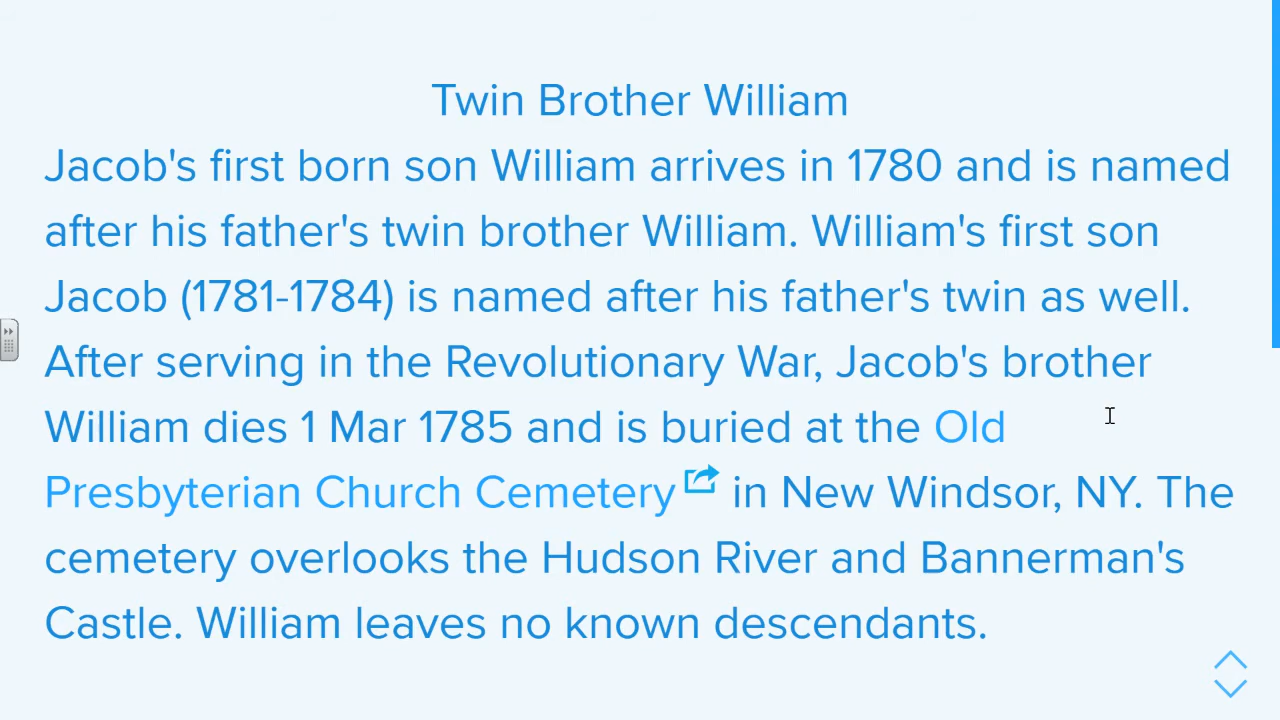 Twin Brother William
Jacob's first born son William arrives in 1780 and is named
after his father's twin brother William. William's first son
Jacob (1781-1784) is named after his father's twin as well.
After serving in the Revolutionary War, Jacob's brother
William dies 1 Mar 1785 and is buried at the Old
Presbyterian Church Cemetery in New Windsor, NY. The
cemetery overlooks the Hudson River and Bannerman's
Castle. William leaves no known descendants.